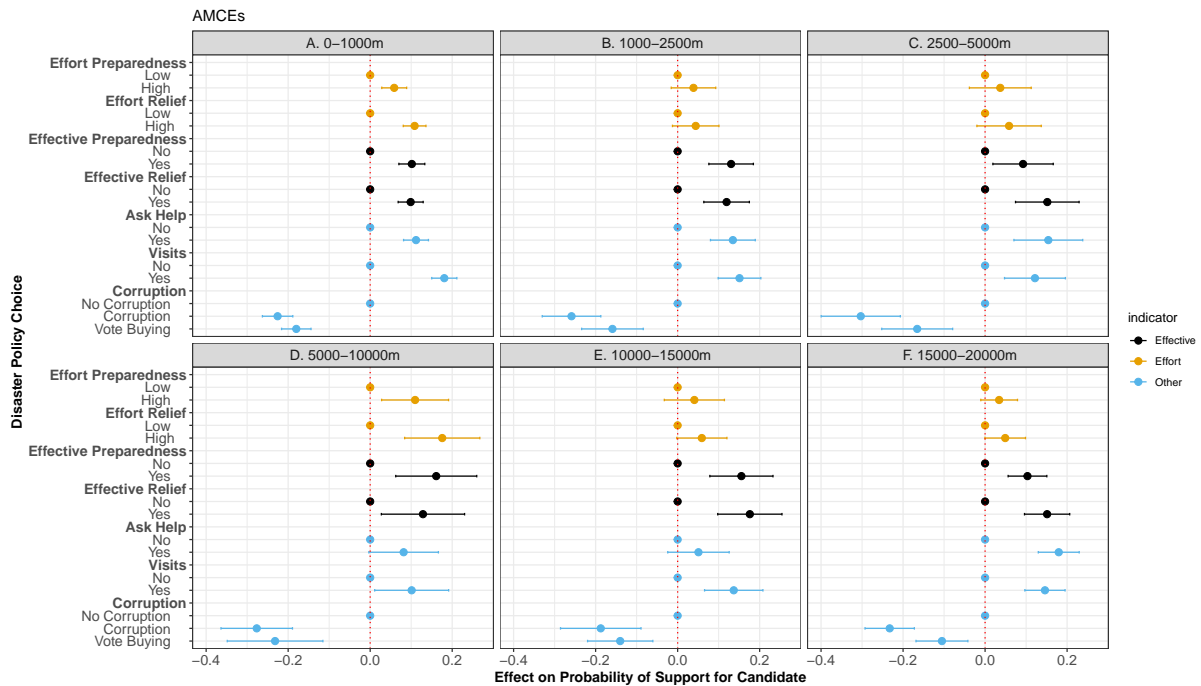 AMCEs
A. 0–1000m
B. 1000–2500m
C. 2500–5000m
Effort Preparedness
Low
High
Effort Relief
Low
High
Effective Preparedness
No
Yes
Effective Relief
No
Yes
Ask Help
No
Yes
Visits
No
Yes
Corruption
No Corruption
Corruption
Vote Buying
D. 5000–10000m
E. 10000–15000m
F. 15000–20000m
Effort Preparedness
Low
High
Effort Relief
Low
High
Effective Preparedness
No
Yes
Effective Relief
No
Yes
Ask Help
No
Yes
Visits
No
Yes
Corruption
No Corruption
Corruption
Vote Buying
−0.4 −0.2 0.0 0.2 −0.4 −0.2 0.0 0.2 −0.4 −0.2 0.0 0.2
Effect on Probability of Support for Candidate
Disaster Policy Choice
indicator
Effective
Effort
Other